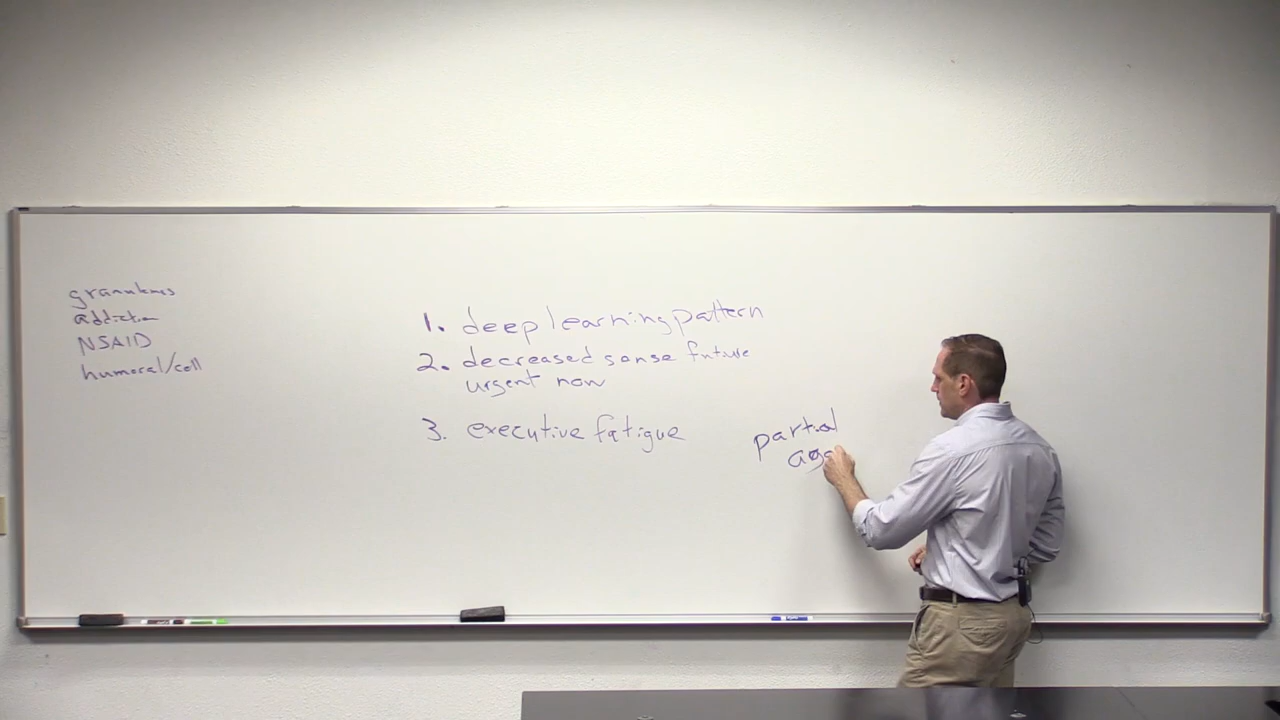 granulomas
addiction
NSAID
humoral/cell
1. deep learning pattern
2. decreased sense future
urgent now
3. executive fatigue
partial
ago